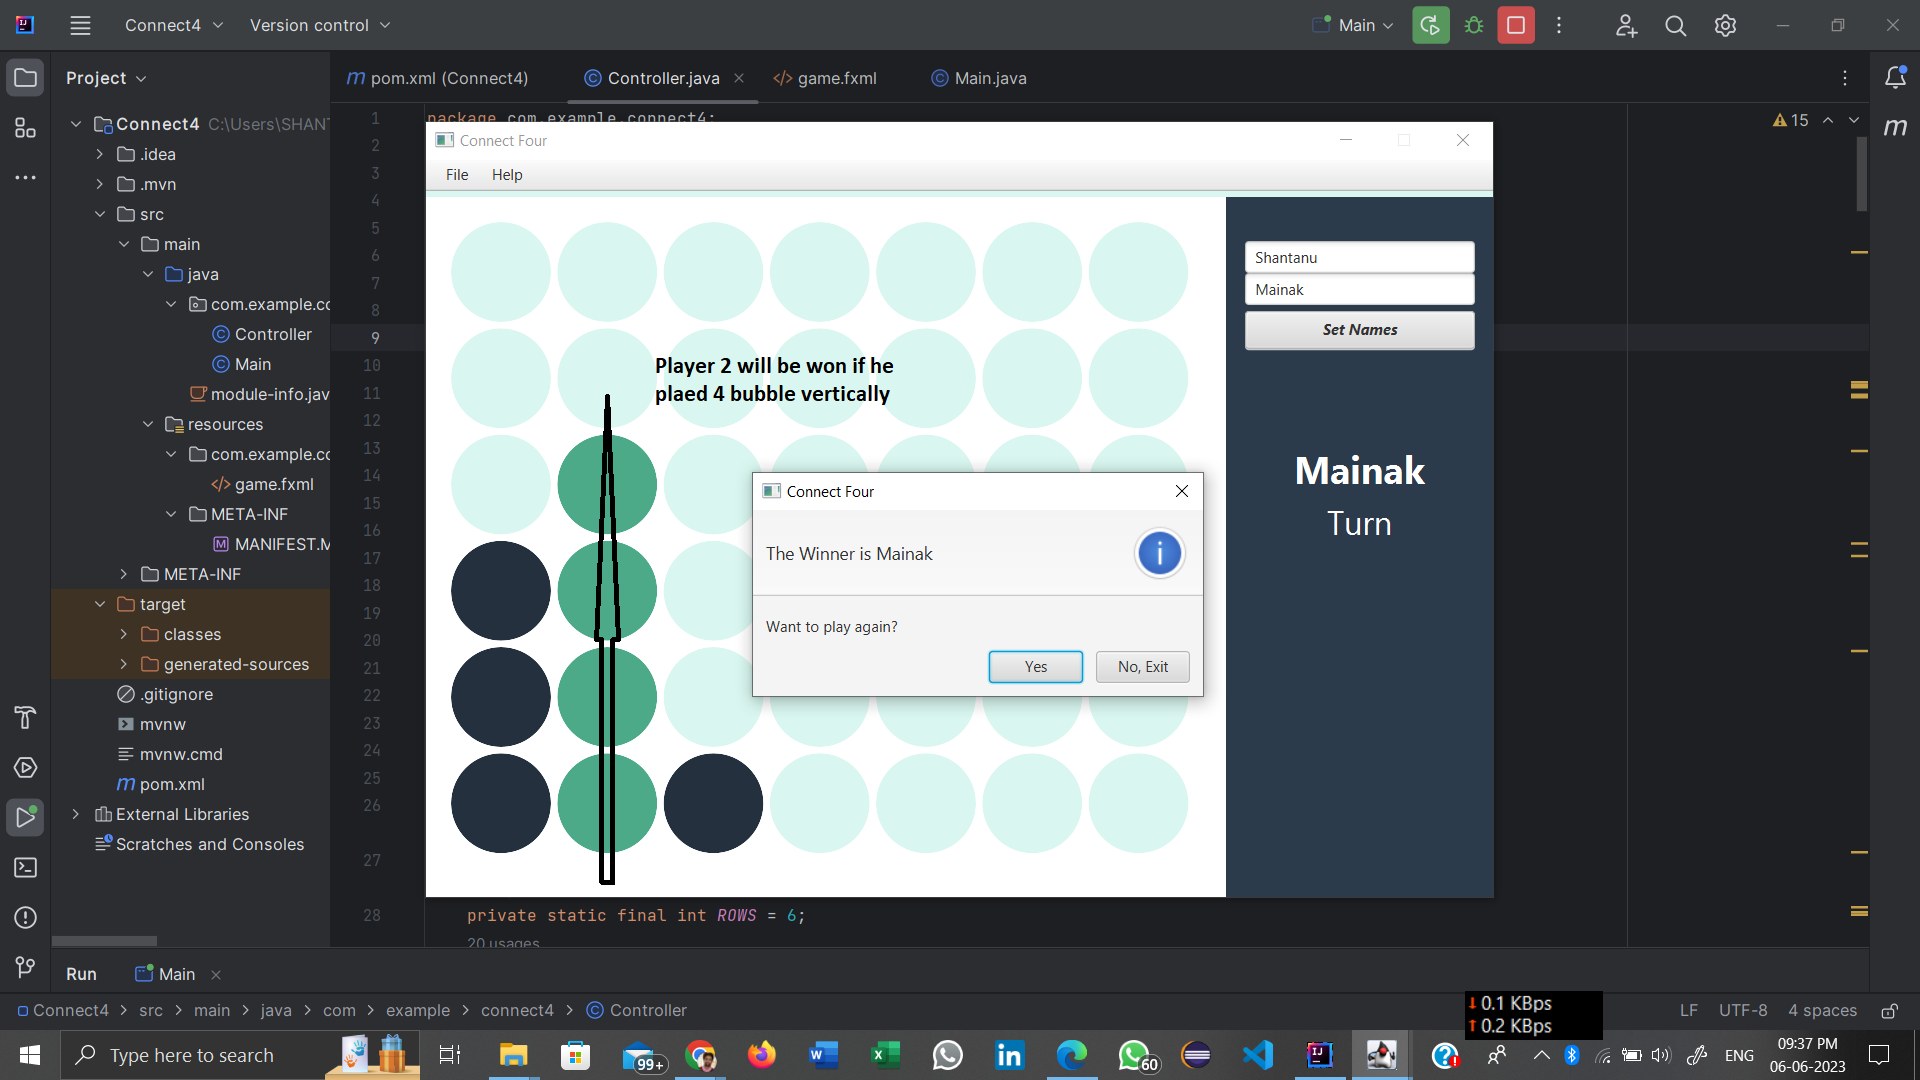 Connect4
Version control
Main
Project
pom.xml (Connect4)
Controller.java
game.fxml
Main.java
15
Connect4 C:\Users\SHANT
.idea
.mvn
src
main
java
com.example.co
Controller
Main
module-info.jav
resources
com.example.co
game.fxml
META-INF
MANIFEST.M
META-INF
target
classes
generated-sources
.gitignore
mvnw
mvnw.cmd
pom.xml
External Libraries
Scratches and Consoles
1
2
3
4
5
6
7
8
9
10
11
12
13
14
15
16
17
18
19
20
21
22
23
24
25
26
27
28
package com.example.connect4;
Connect Four
File Help
Player 2 will be won if he
plaed 4 bubble vertically
Shantanu
Mainak
Set Names
Mainak
Turn
Connect Four
The Winner is Mainak
Want to play again?
Yes
No, Exit
private static final int ROWS = 6;
20 usages
Run
Main
Connect4 > src > main > java > com > example > connect4 > Controller
LF UTF-8 4 spaces
0.1 KBps
0.2 KBps
Type here to search
99+
60
ENG
09:37 PM
06-06-2023